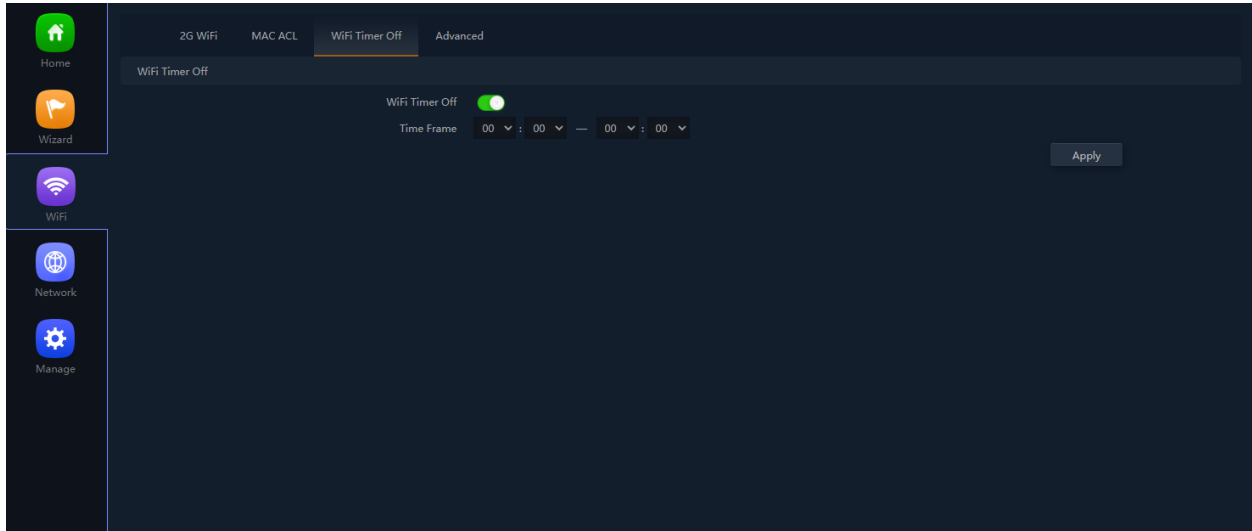 Home
Wizard
WiFi
Network
Manage
2G WiFi MAC ACL WiFi Timer Off Advanced
WiFi Timer Off
WiFi Timer Off
Time Frame 00 : 00 — 00 : 00
Apply